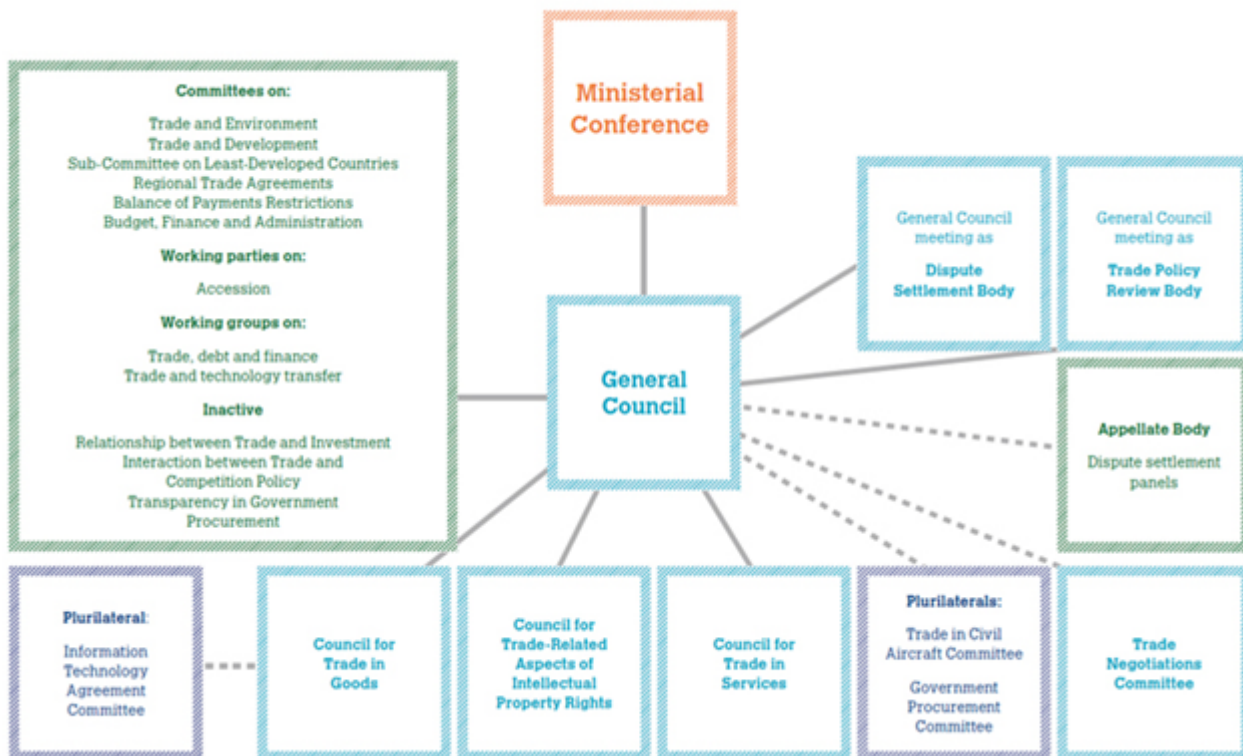 Committees on:
Trade and Environment
Trade and Development
Sub-Committee on Least-Developed Countries
Regional Trade Agreements
Balance of Payments Restrictions
Budget, Finance and Administration
Working parties on:
Accession
Working groups on:
Trade, debt and finance
Trade and technology transfer
Inactive
Relationship between Trade and Investment
Interaction between Trade and
Competition Policy
Transparency in Government
Procurement
Ministerial
Conference
General Council
meeting as
Dispute
Settlement Body
General Council
meeting as
Trade Policy
Review Body
General
Council
Appellate Body
Dispute settlement
panels
Plurilateral:
Information
Technology
Agreement
Committee
Council for
Trade in
Goods
Council for
Trade-Related
Aspects of
Intellectual
Property Rights
Council for
Trade in
Services
Plurilaterals:
Trade in Civil
Aircraft Committee
Government
Procurement
Committee
Trade
Negotiations
Committee